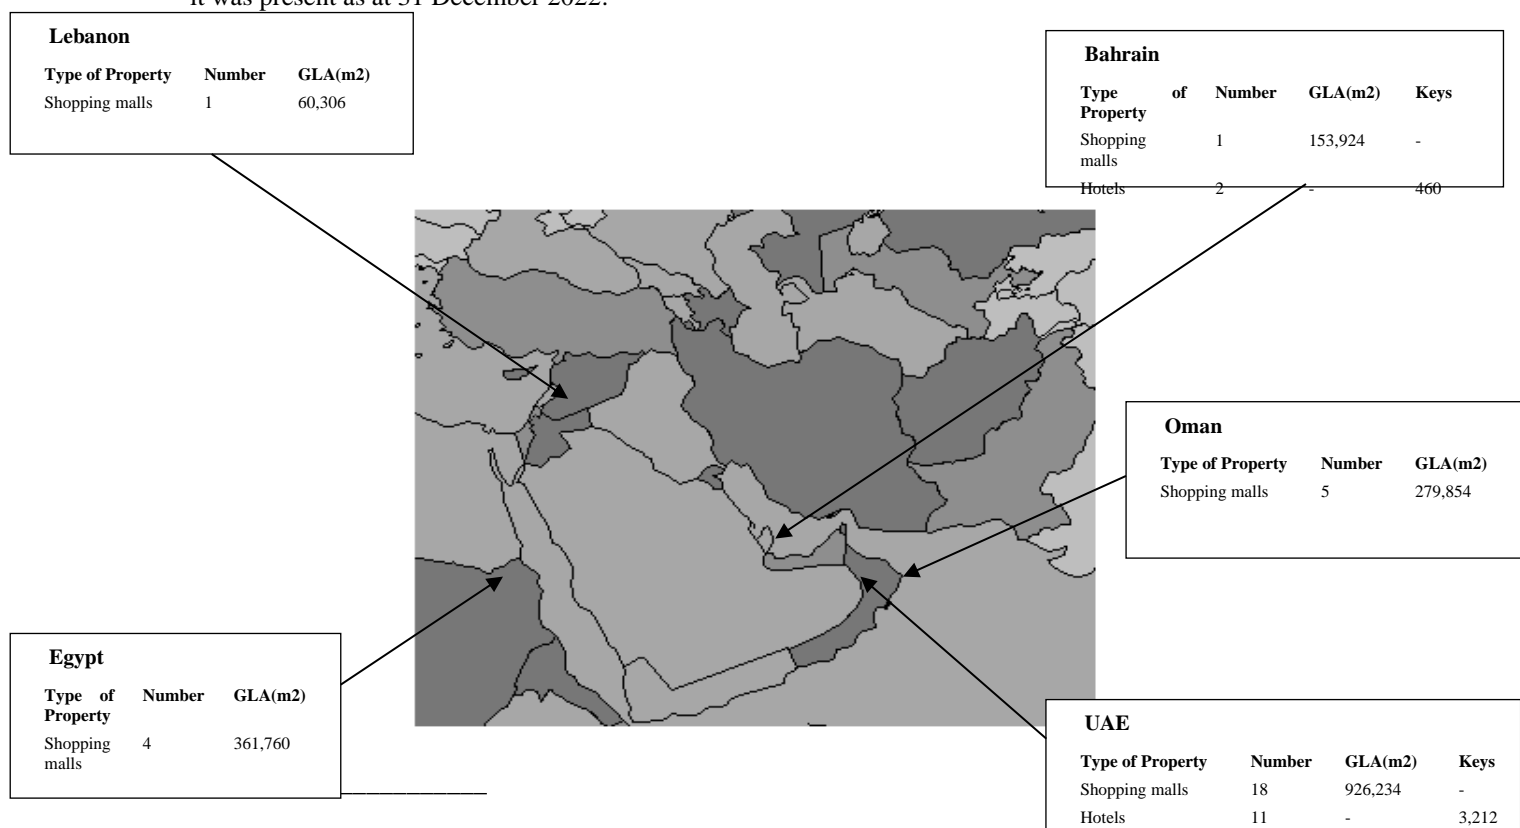 it was present as at 31 December 2022:
Lebanon
Type of Property Number GLA(m2)
Shopping malls 1 60,306
Bahrain
Type of Number GLA(m2) Keys
Property
Shopping 1 153,924 -
malls
Hotels 2 - 460
Oman
Type of Property Number GLA(m2)
Shopping malls 5 279,854
Egypt
Type of Number GLA(m2)
Property
Shopping 4 361,760
malls
UAE
Type of Property Number GLA(m2) Keys
Shopping malls 18 926,234 -
Hotels 11 - 3,212